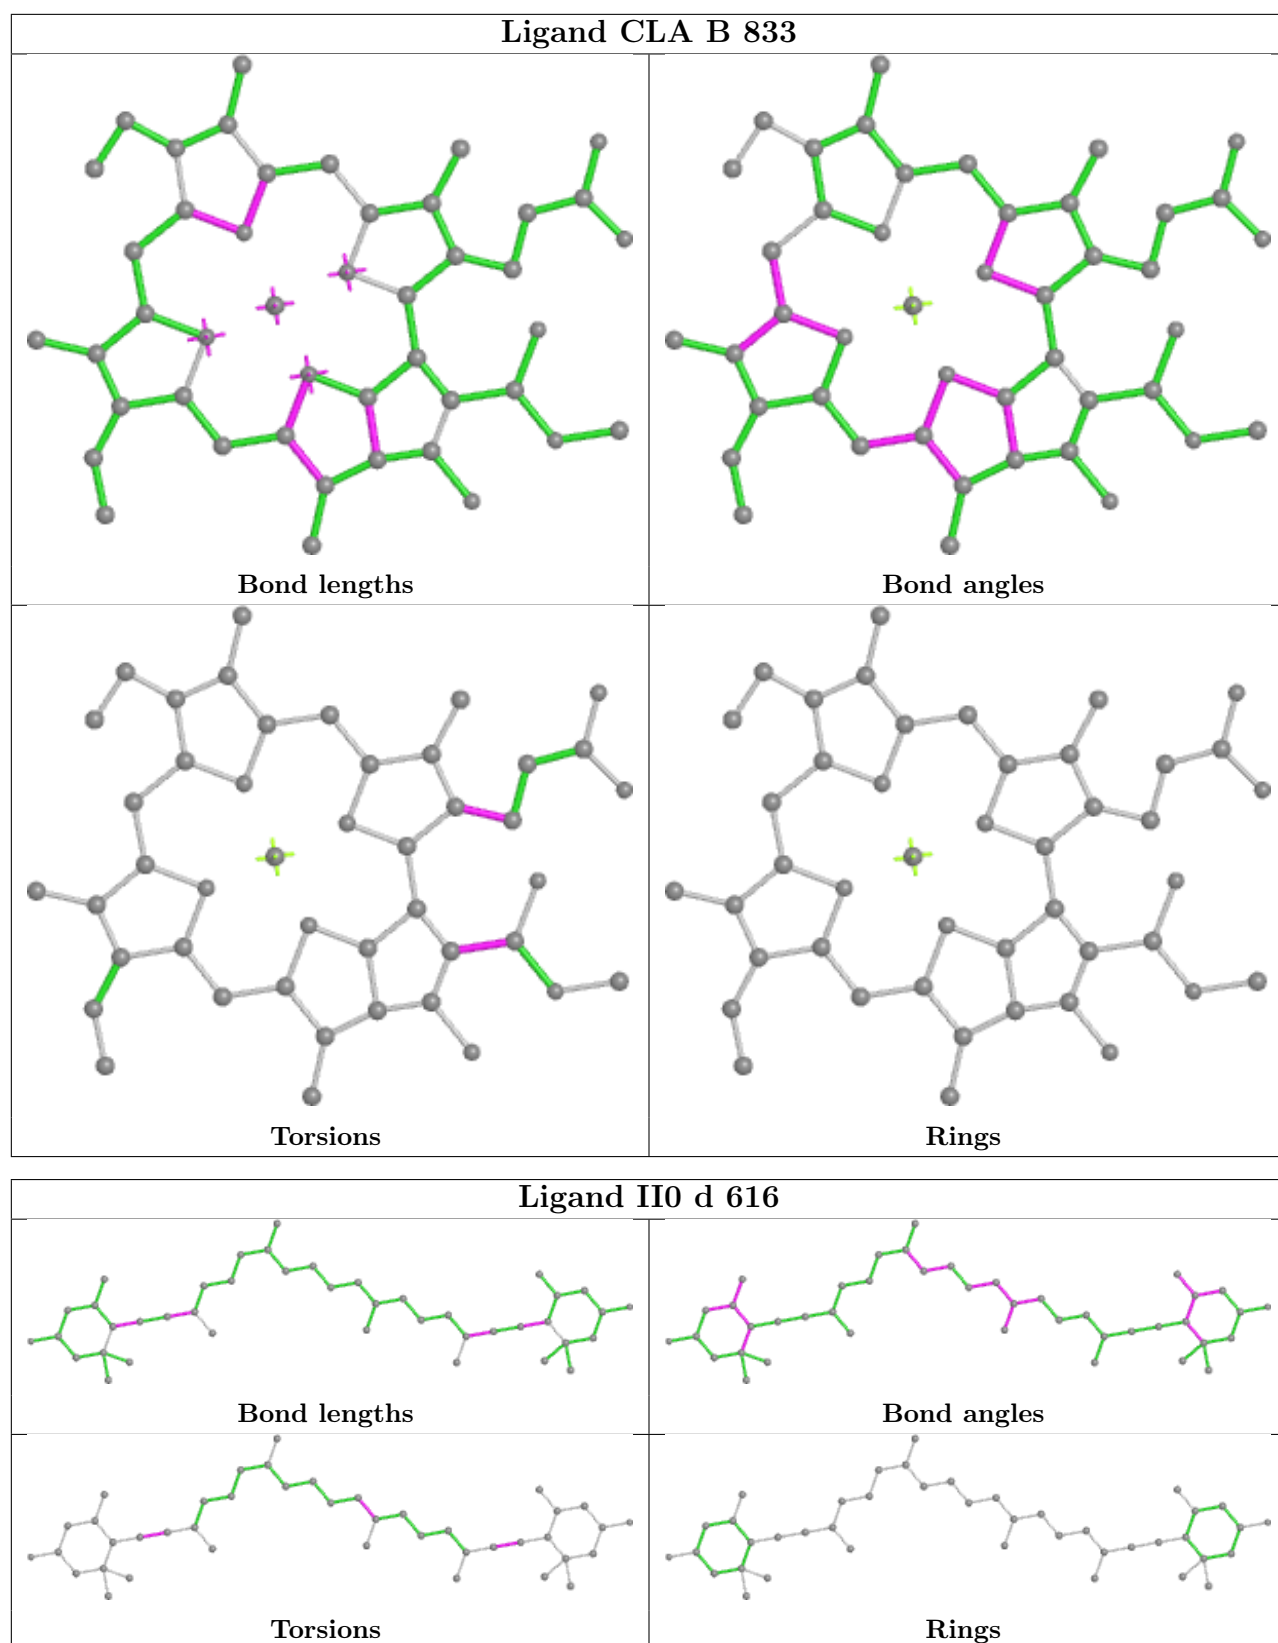 Ligand CLA B 833
Bond lengths
Bond angles
Torsions
Rings
Ligand II0 d 616
Bond lengths
Bond angles
Torsions
Rings